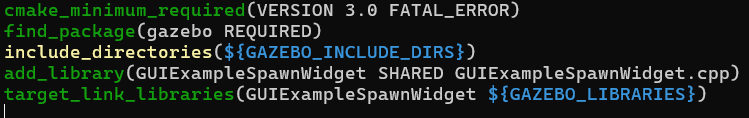 cmake_minimum_required(VERSION 3.0 FATAL_ERROR)
find_package(gazebo REQUIRED)
include_directories(${GAZEBO_INCLUDE_DIRS})
add_library(GUIExampleSpawnWidget SHARED GUIExampleSpawnWidget.cpp)
target_link_libraries(GUIExampleSpawnWidget ${GAZEBO_LIBRARIES})